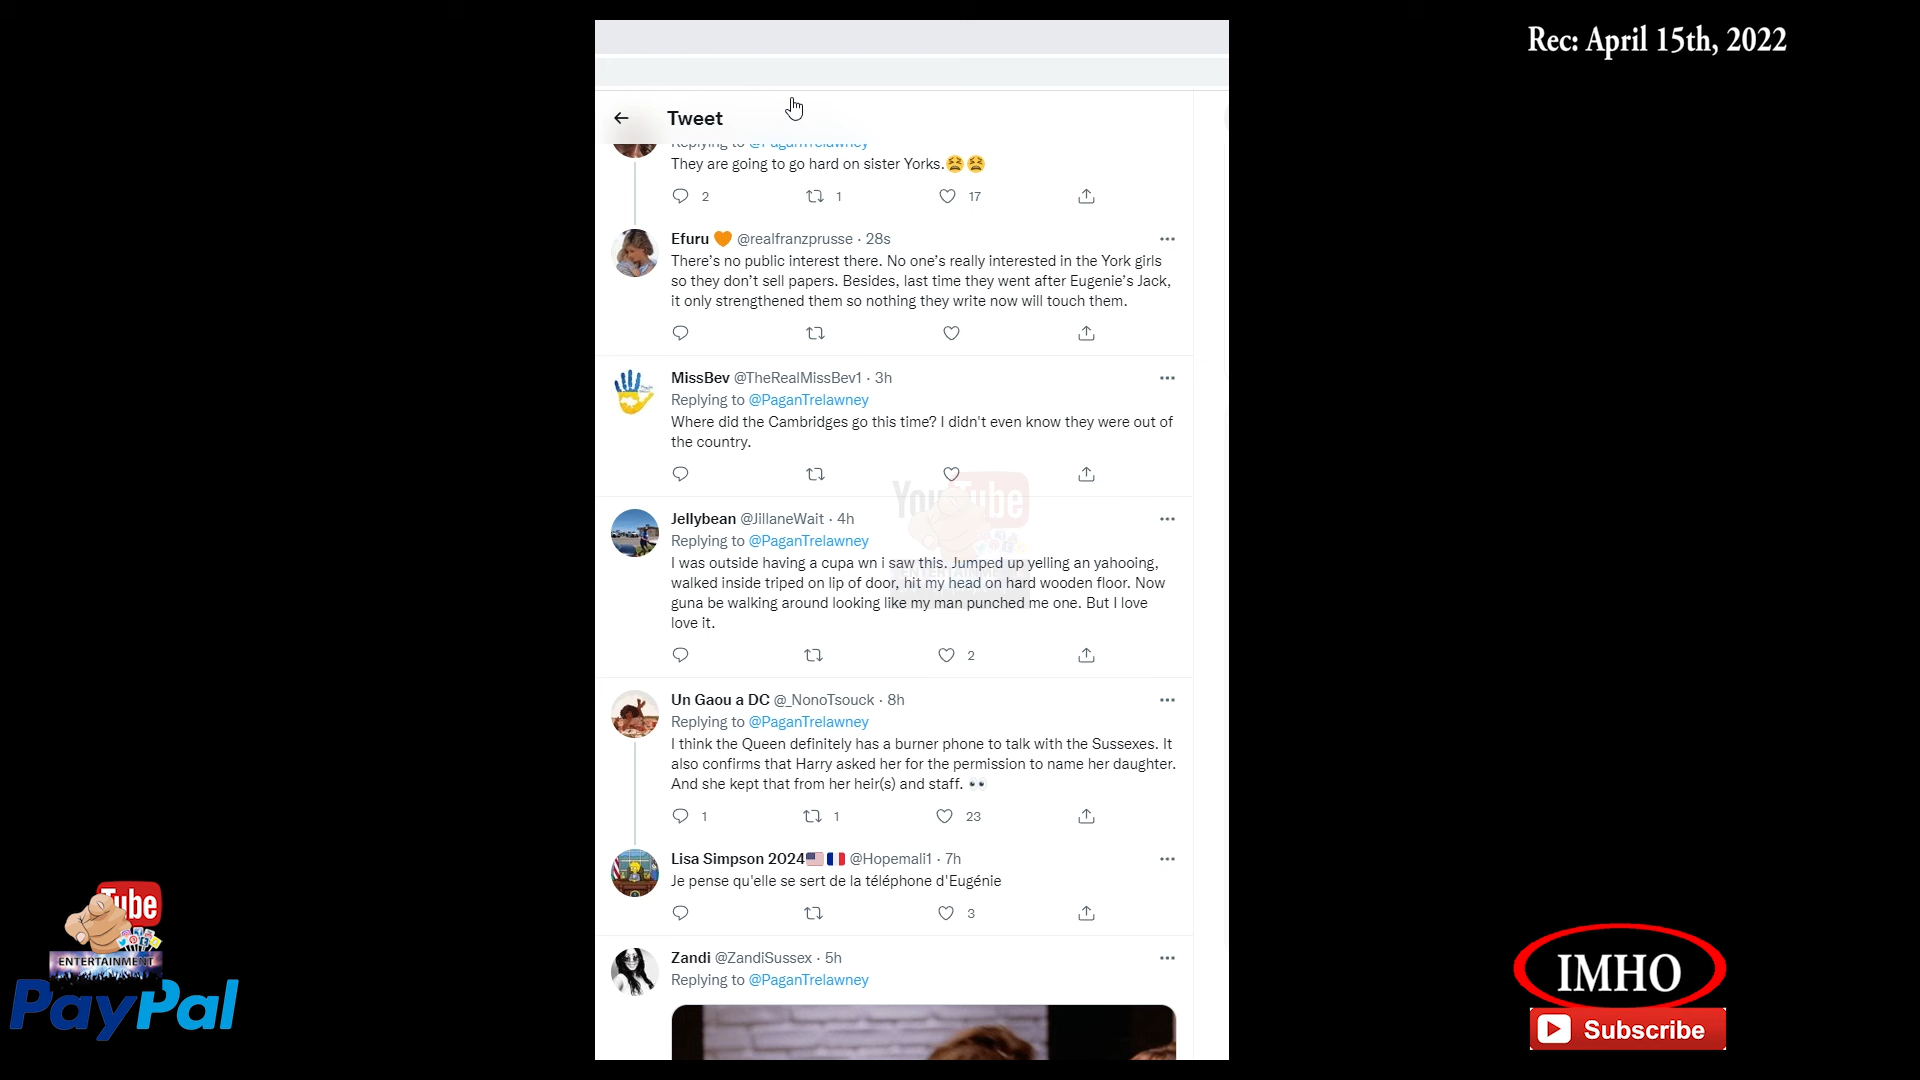 Rec: April 15th, 2022
Tweet
Replying to @PaganTrelawney
They are going to go hard on sister Yorks.😫😫
2 1 17
Efuru 🧡 @realfranzprusse · 28s
There’s no public interest there. No one’s really interested in the York girls
so they don’t sell papers. Besides, last time they went after Eugenie’s Jack,
it only strengthened them so nothing they write now will touch them.
MissBev @TheRealMissBev1 · 3h
Replying to @PaganTrelawney
Where did the Cambridges go this time? I didn't even know they were out of
the country.
YouTube
ENTERTAINMENT
Jellybean @JillaneWait · 4h
Replying to @PaganTrelawney
I was outside having a cupa wn i saw this. Jumped up yelling an yahooing,
walked inside triped on lip of door, hit my head on hard wooden floor. Now
guna be walking around looking like my man punched me one. But I love
love it.
2
Un Gaou a DC @_NonoTsouck · 8h
Replying to @PaganTrelawney
I think the Queen definitely has a burner phone to talk with the Sussexes. It
also confirms that Harry asked her for the permission to name her daughter.
And she kept that from her heir(s) and staff. 👀
1 1 23
Lisa Simpson 2024🇺🇸🇫🇷 @Hopemali1 · 7h
Je pense qu'elle se sert de la téléphone d'Eugénie
3
Zandi @ZandiSussex · 5h
Replying to @PaganTrelawney
Tube
ENTERTAINMENT
PayPal
IMHO
Subscribe